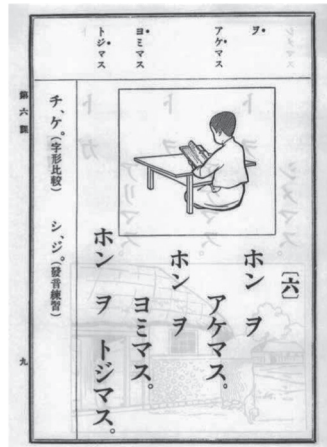 ヲ
アケマス
ヨミマス
トジマス
[六]
ホン ヲ
アケマス。
ホン ヲ
ヨミマス。
ホン ヲ トジマス。
チ、ケ。(字形比較)
シ、ジ。(發音練習)
第六課
九